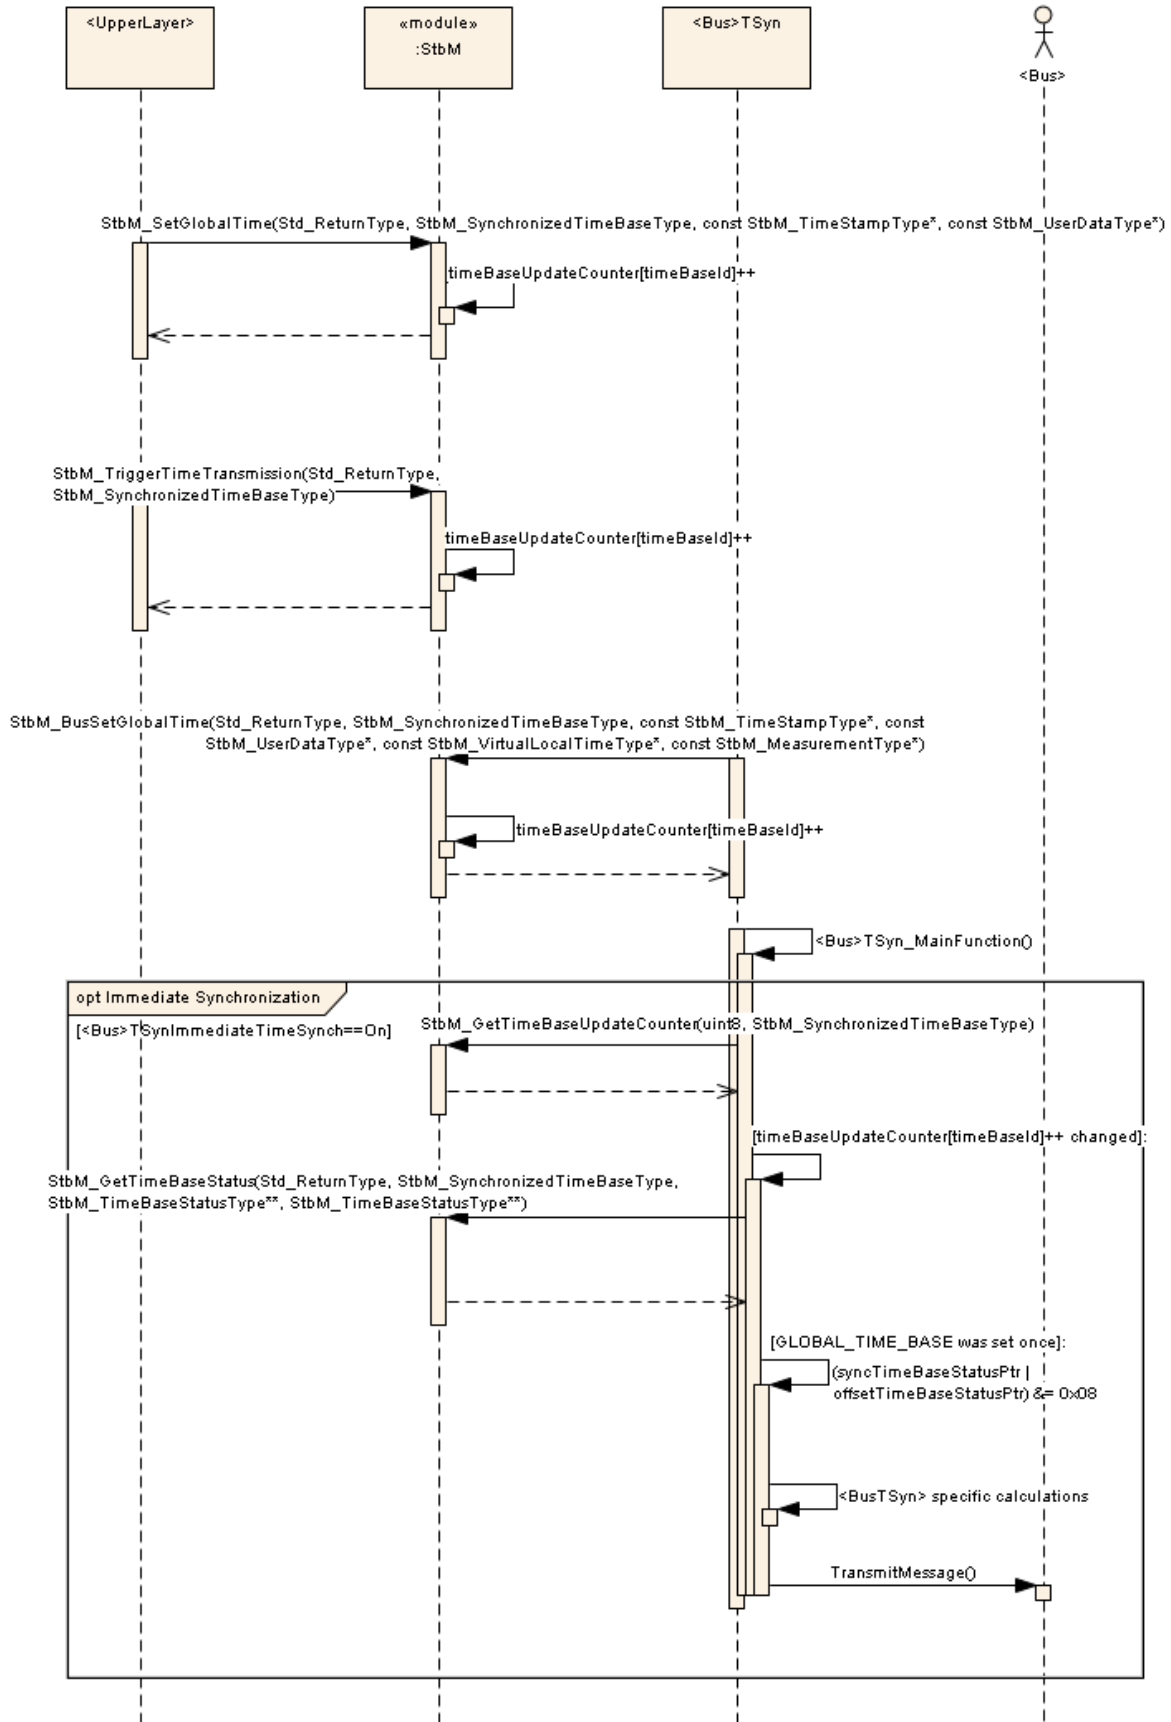 <UpperLayer>
«module»
:StbM
<Bus>TSyn
<Bus>
StbM_SetGlobalTime(Std_ReturnType, StbM_SynchronizedTimeBaseType, const StbM_TimeStampType*, const StbM_UserDataType*)
timeBaseUpdateCounter[timeBaseId]++
StbM_TriggerTimeTransmission(Std_ReturnType,
StbM_SynchronizedTimeBaseType)
timeBaseUpdateCounter[timeBaseId]++
StbM_BusSetGlobalTime(Std_ReturnType, StbM_SynchronizedTimeBaseType, const StbM_TimeStampType*, const
StbM_UserDataType*, const StbM_VirtualLocalTimeType*, const StbM_MeasurementType*)
timeBaseUpdateCounter[timeBaseId]++
<Bus>TSyn_MainFunction()
opt Immediate Synchronization
[<Bus>TSynImmediateTimeSynch==On]
StbM_GetTimeBaseUpdateCounter(uint8, StbM_SynchronizedTimeBaseType)
[timeBaseUpdateCounter[timeBaseId]++ changed]:
StbM_GetTimeBaseStatus(Std_ReturnType, StbM_SynchronizedTimeBaseType,
StbM_TimeBaseStatusType**, StbM_TimeBaseStatusType**)
[GLOBAL_TIME_BASE was set once]:
(syncTimeBaseStatusPtr |
offsetTimeBaseStatusPtr) &= 0x08
<BusTSyn> specific calculations
TransmitMessage()